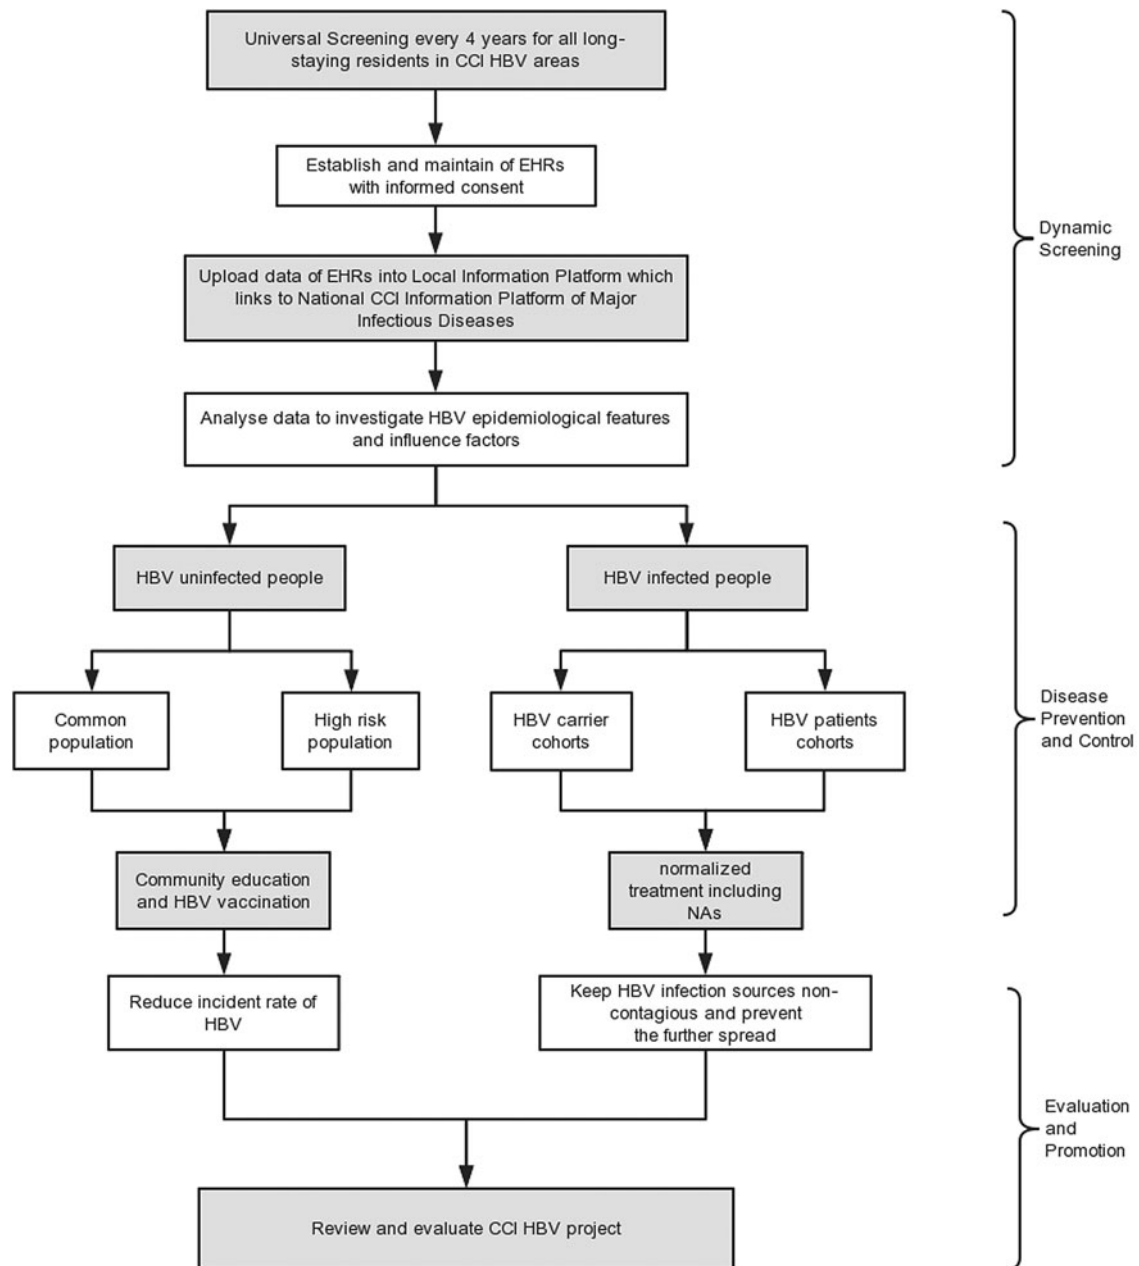 Universal Screening every 4 years for all long-
staying residents in CCI HBV areas
Establish and maintain of EHRs
with informed consent
Upload data of EHRs into Local Information Platform which
links to National CCI Information Platform of Major
Infectious Diseases
Analyse data to investigate HBV epidemiological features
and influence factors
Dynamic
Screening
HBV uninfected people
HBV infected people
Common
population
High risk
population
HBV carrier
cohorts
HBV patients
cohorts
Community education
and HBV vaccination
normalized
treatment including
NAs
Disease
Prevention
and Control
Reduce incident rate of
HBV
Keep HBV infection sources non-
contagious and prevent
the further spread
Review and evaluate CCI HBV project
Evaluation
and
Promotion